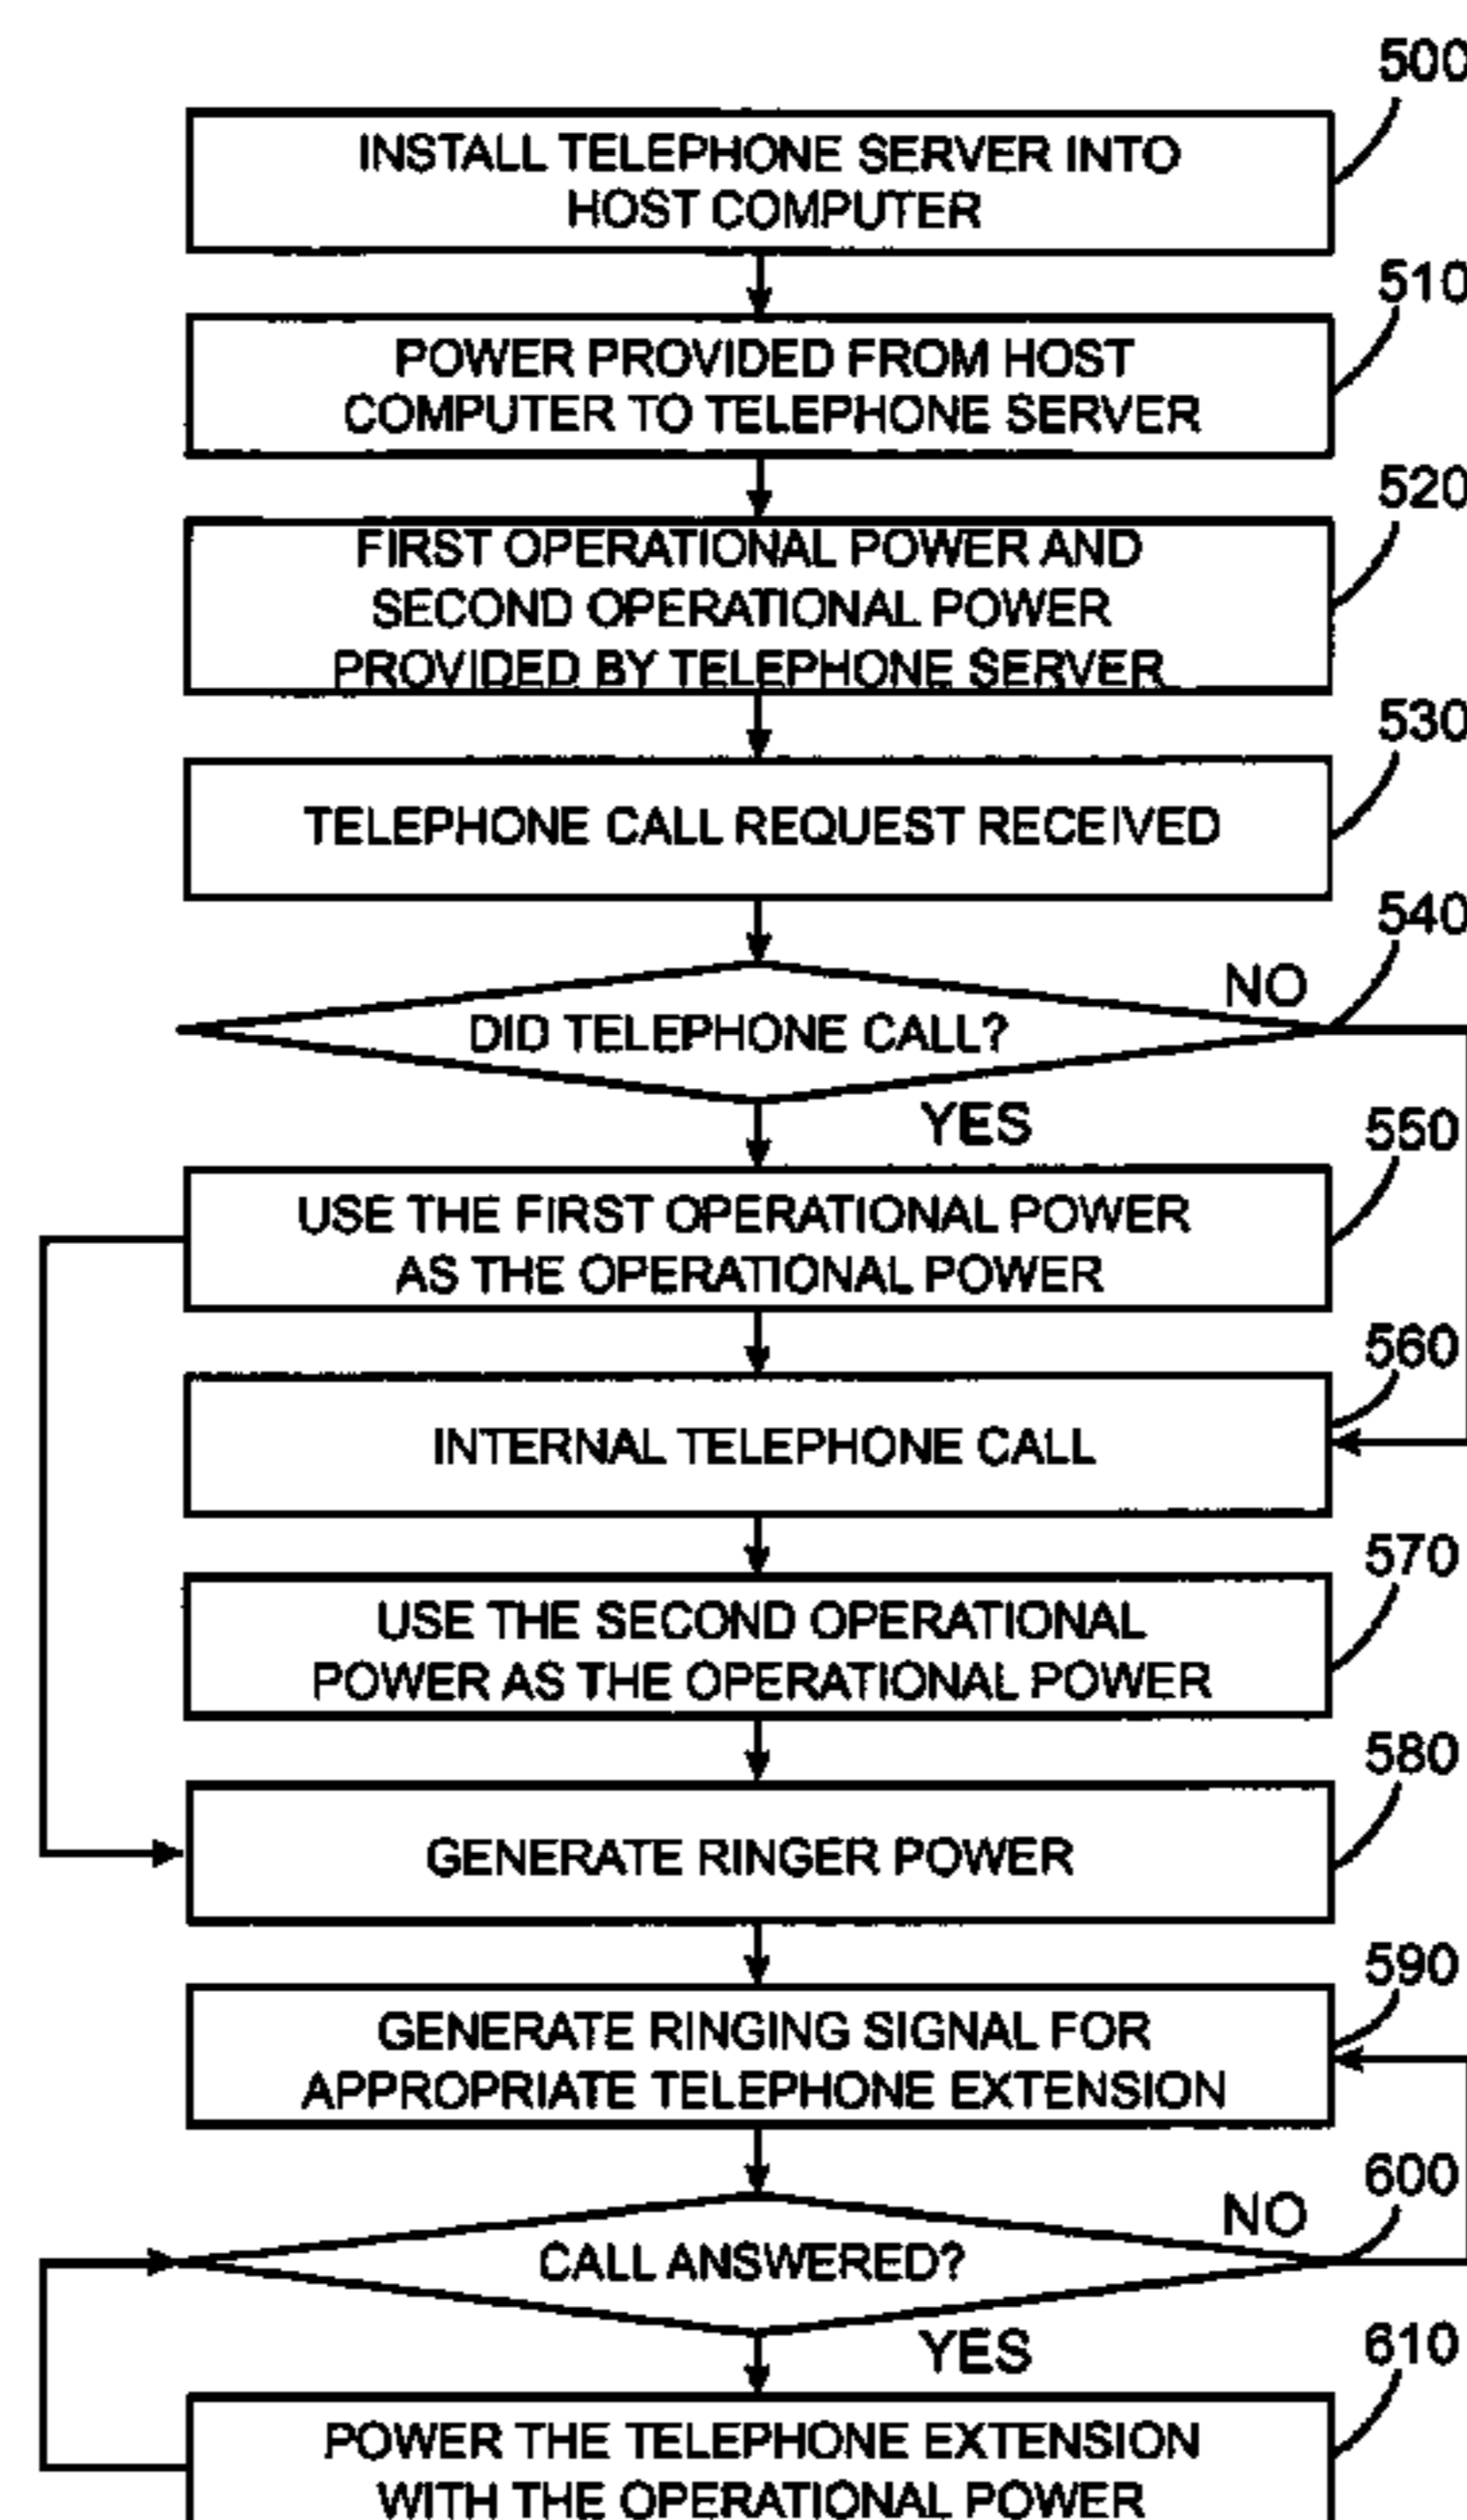 500
INSTALL TELEPHONE SERVER INTO
HOST COMPUTER
510
POWER PROVIDED FROM HOST
COMPUTER TO TELEPHONE SERVER
520
FIRST OPERATIONAL POWER AND
SECOND OPERATIONAL POWER
PROVIDED BY TELEPHONE SERVER
530
TELEPHONE CALL REQUEST RECEIVED
540
NO
DID TELEPHONE CALL?
YES
550
USE THE FIRST OPERATIONAL POWER
AS THE OPERATIONAL POWER
560
INTERNAL TELEPHONE CALL
570
USE THE SECOND OPERATIONAL
POWER AS THE OPERATIONAL POWER
580
GENERATE RINGER POWER
590
GENERATE RINGING SIGNAL FOR
APPROPRIATE TELEPHONE EXTENSION
600
NO
CALL ANSWERED?
YES
610
POWER THE TELEPHONE EXTENSION
WITH THE OPERATIONAL POWER